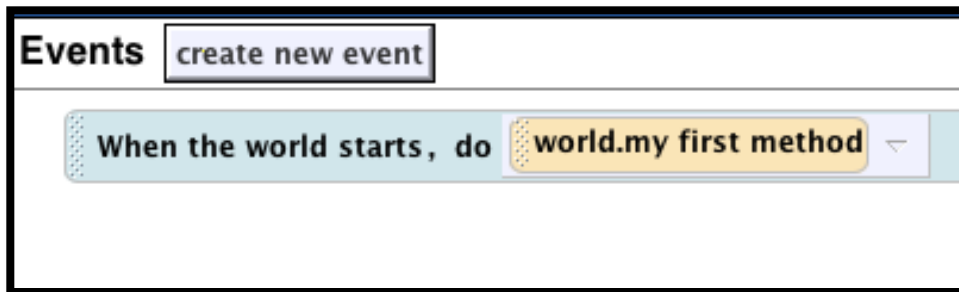 Events create new event
When the world starts, do world.my first method